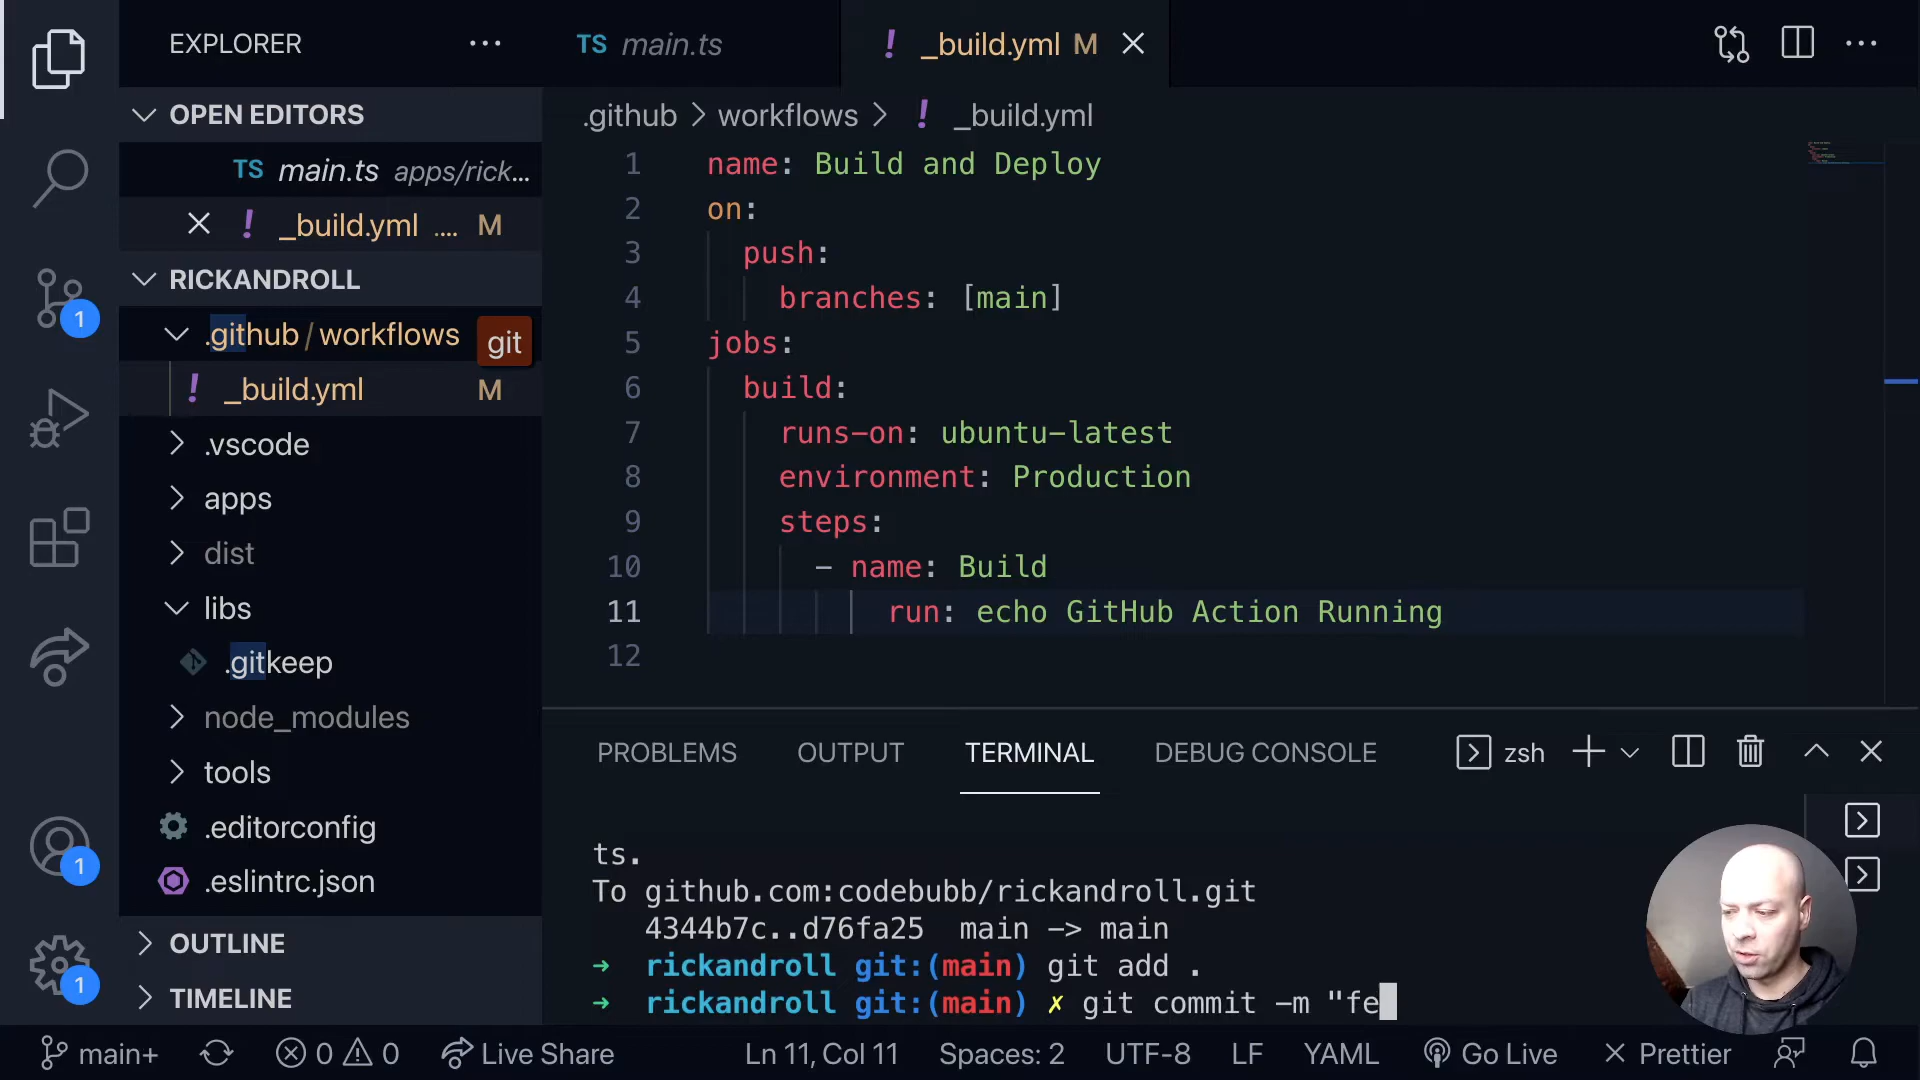 EXPLORER
TS main.ts
! _build.yml M
OPEN EDITORS
TS main.ts apps/rick...
! _build.yml .... M
RICKANDROLL
.github/workflows
git
! _build.yml M
.vscode
apps
dist
libs
.gitkeep
node_modules
tools
.editorconfig
.eslintrc.json
OUTLINE
TIMELINE
1
1
1
.github > workflows > ! _build.yml
1 name: Build and Deploy
2 on:
3 push:
4 branches: [main]
5 jobs:
6 build:
7 runs-on: ubuntu-latest
8 environment: Production
9 steps:
10 - name: Build
11 run: echo GitHub Action Running
12
PROBLEMS OUTPUT TERMINAL DEBUG CONSOLE zsh
ts.
To github.com:codebubb/rickandroll.git
4344b7c..d76fa25 main -> main
→ rickandroll git:(main) git add .
→ rickandroll git:(main) ✗ git commit -m "fe
main+ 0 0 Live Share Ln 11, Col 11 Spaces: 2 UTF-8 LF YAML Go Live Prettier